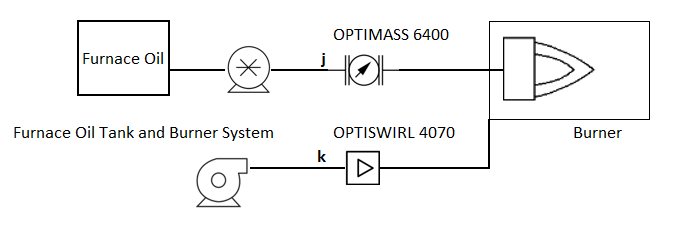 OPTIMASS 6400
Furnace Oil
j
Furnace Oil Tank and Burner System
OPTISWIRL 4070
Burner
k